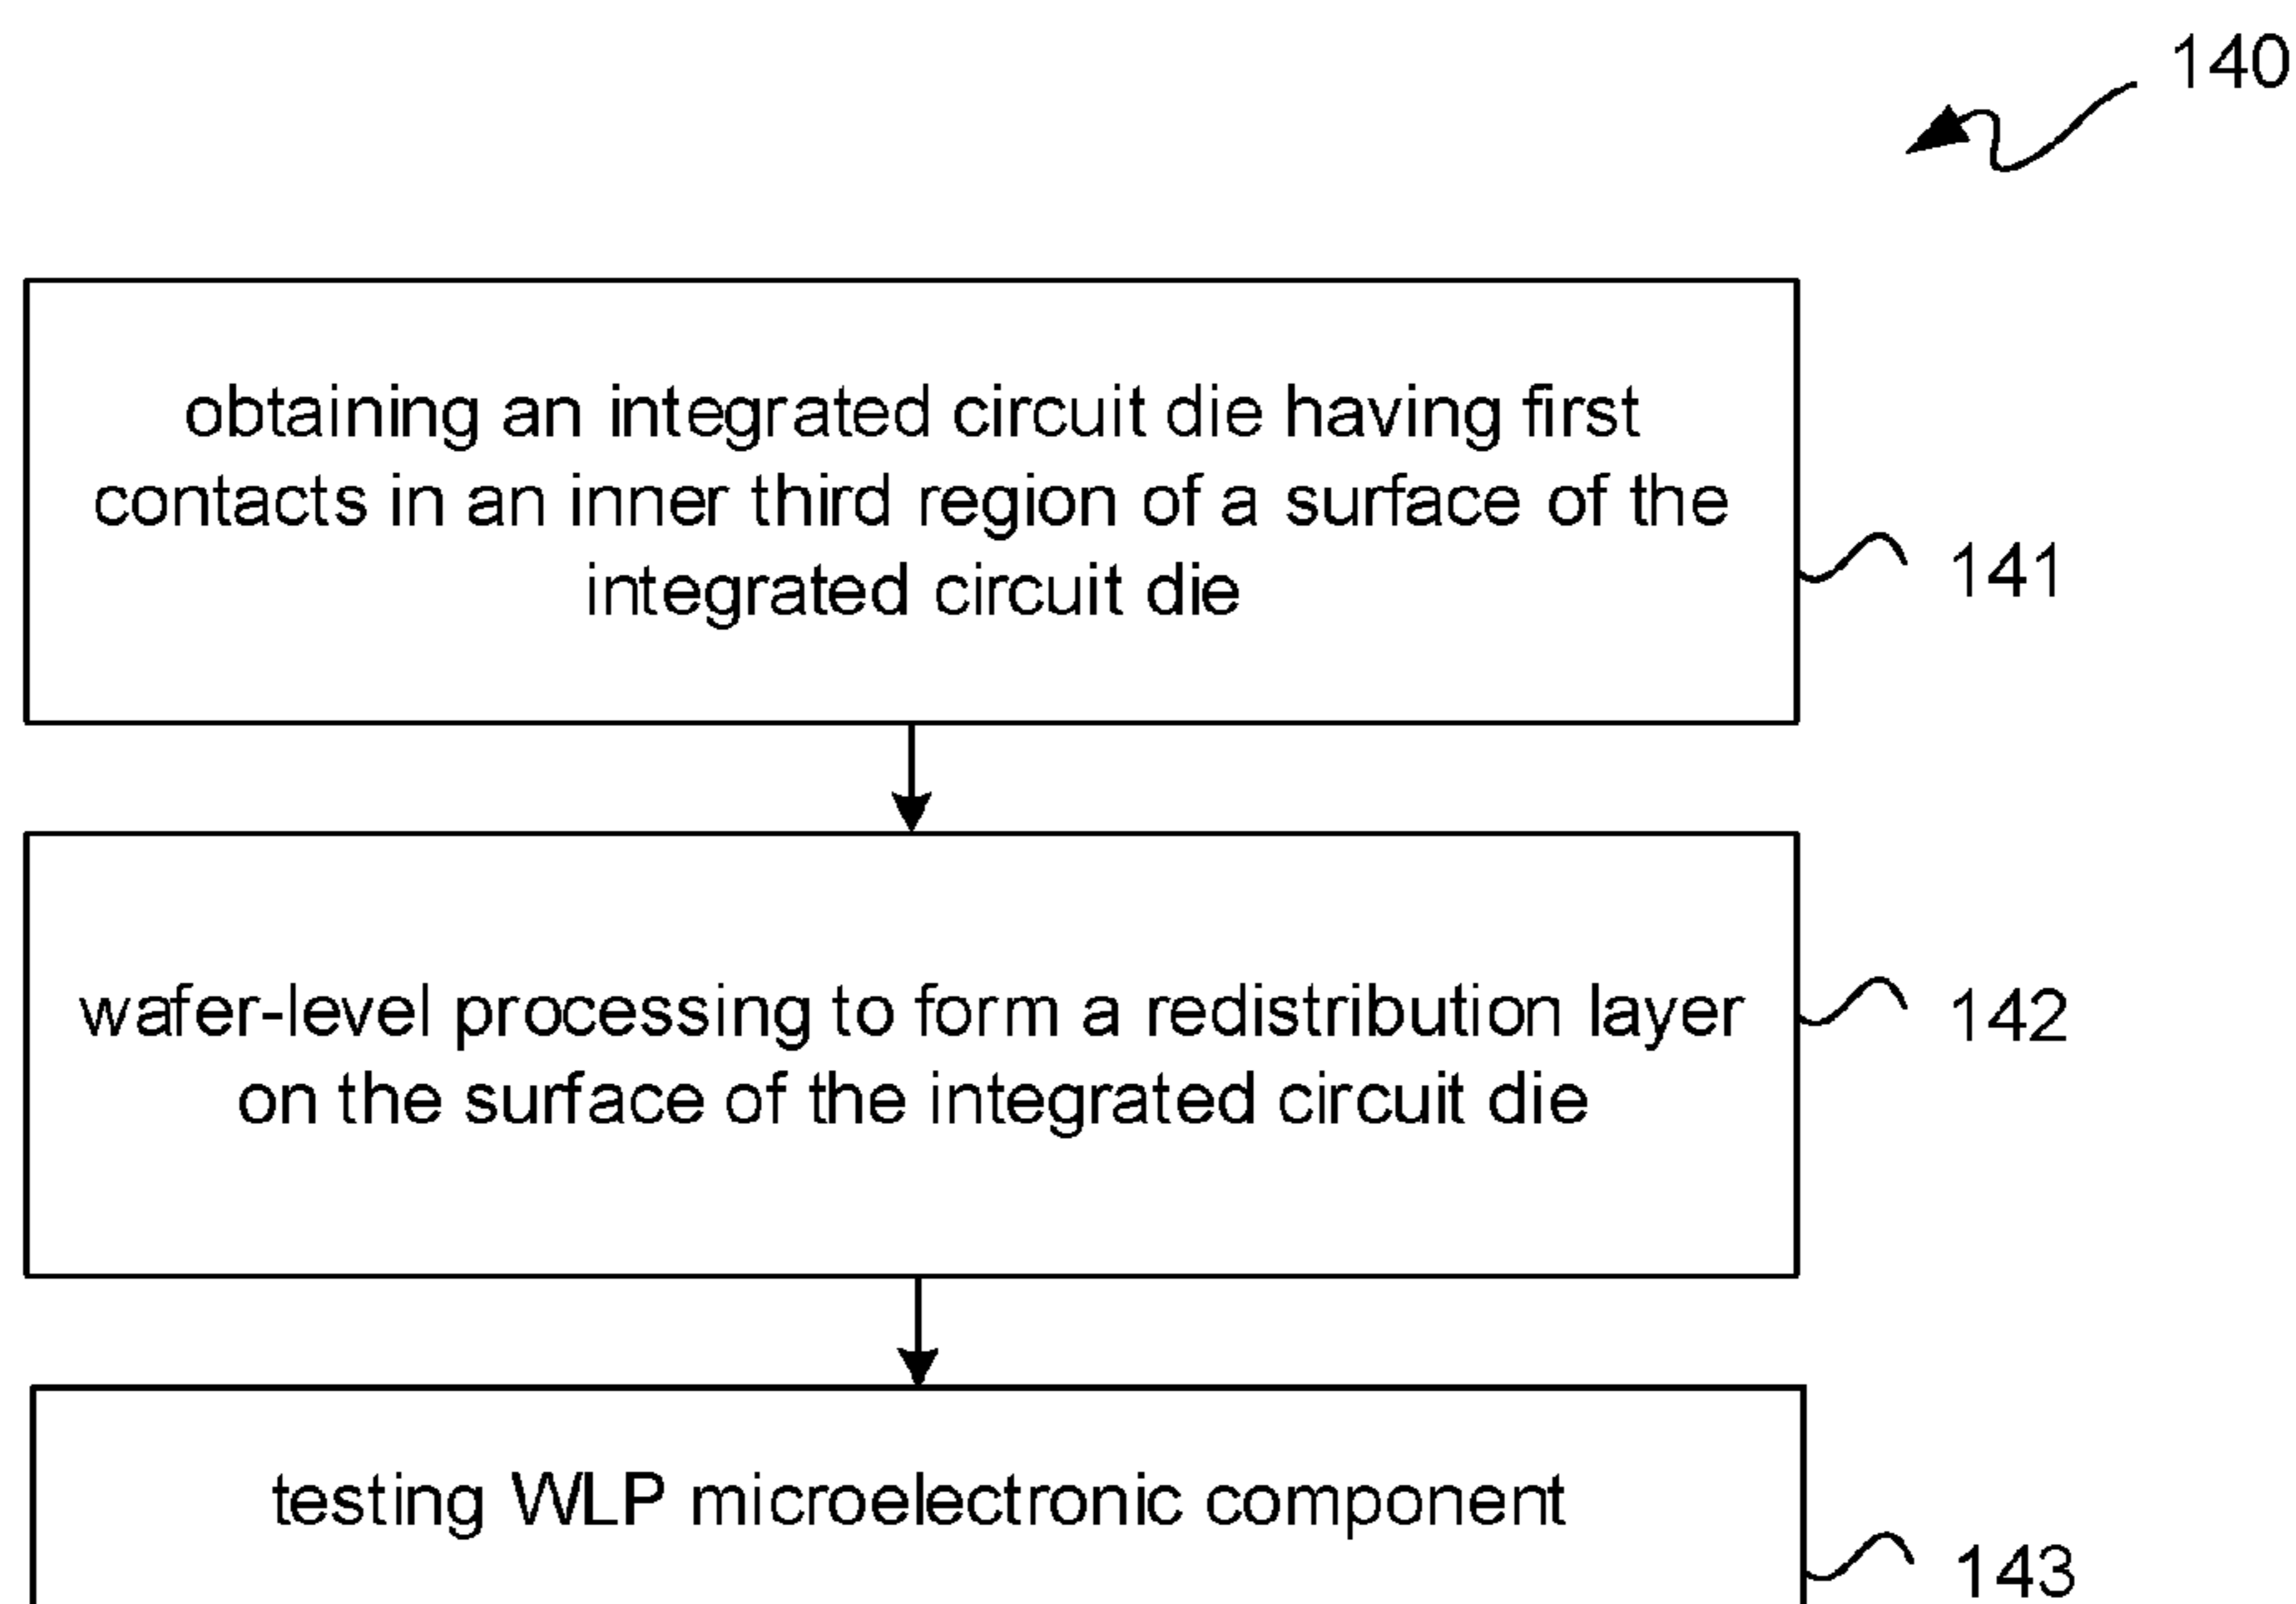 140
obtaining an integrated circuit die having first
contacts in an inner third region of a surface of the
integrated circuit die
141
wafer-level processing to form a redistribution layer
on the surface of the integrated circuit die
142
testing WLP microelectronic component
143